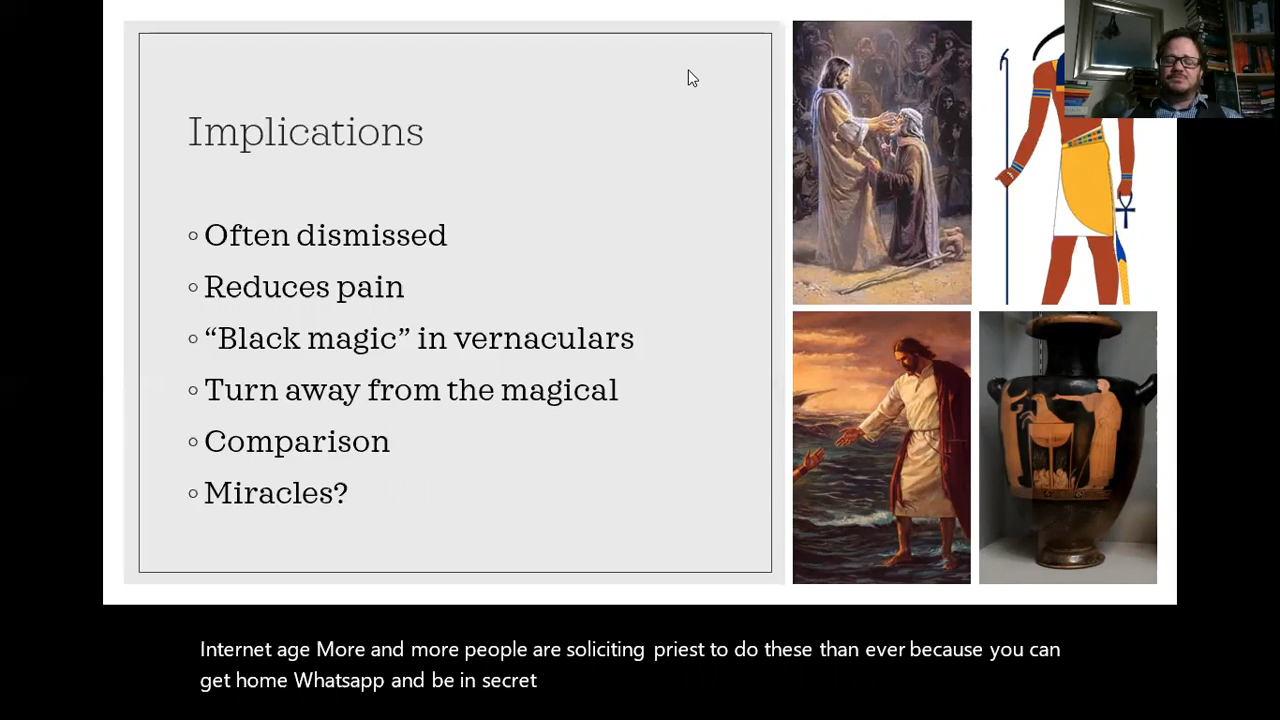 Implications
Often dismissed
Reduces pain
“Black magic” in vernaculars
Turn away from the magical
Comparison
Miracles?
Internet age More and more people are soliciting priest to do these than ever because you can
get home Whatsapp and be in secret